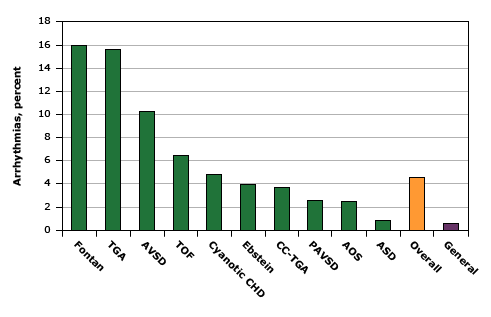 Arrhythmias, percent
18
16
14
12
10
8
6
4
2
0
Fontan
TGA
AVSD
TOF
Cyanotic CHD
Ebstein
CC-TGA
PAVSD
AOS
ASD
Overall
General